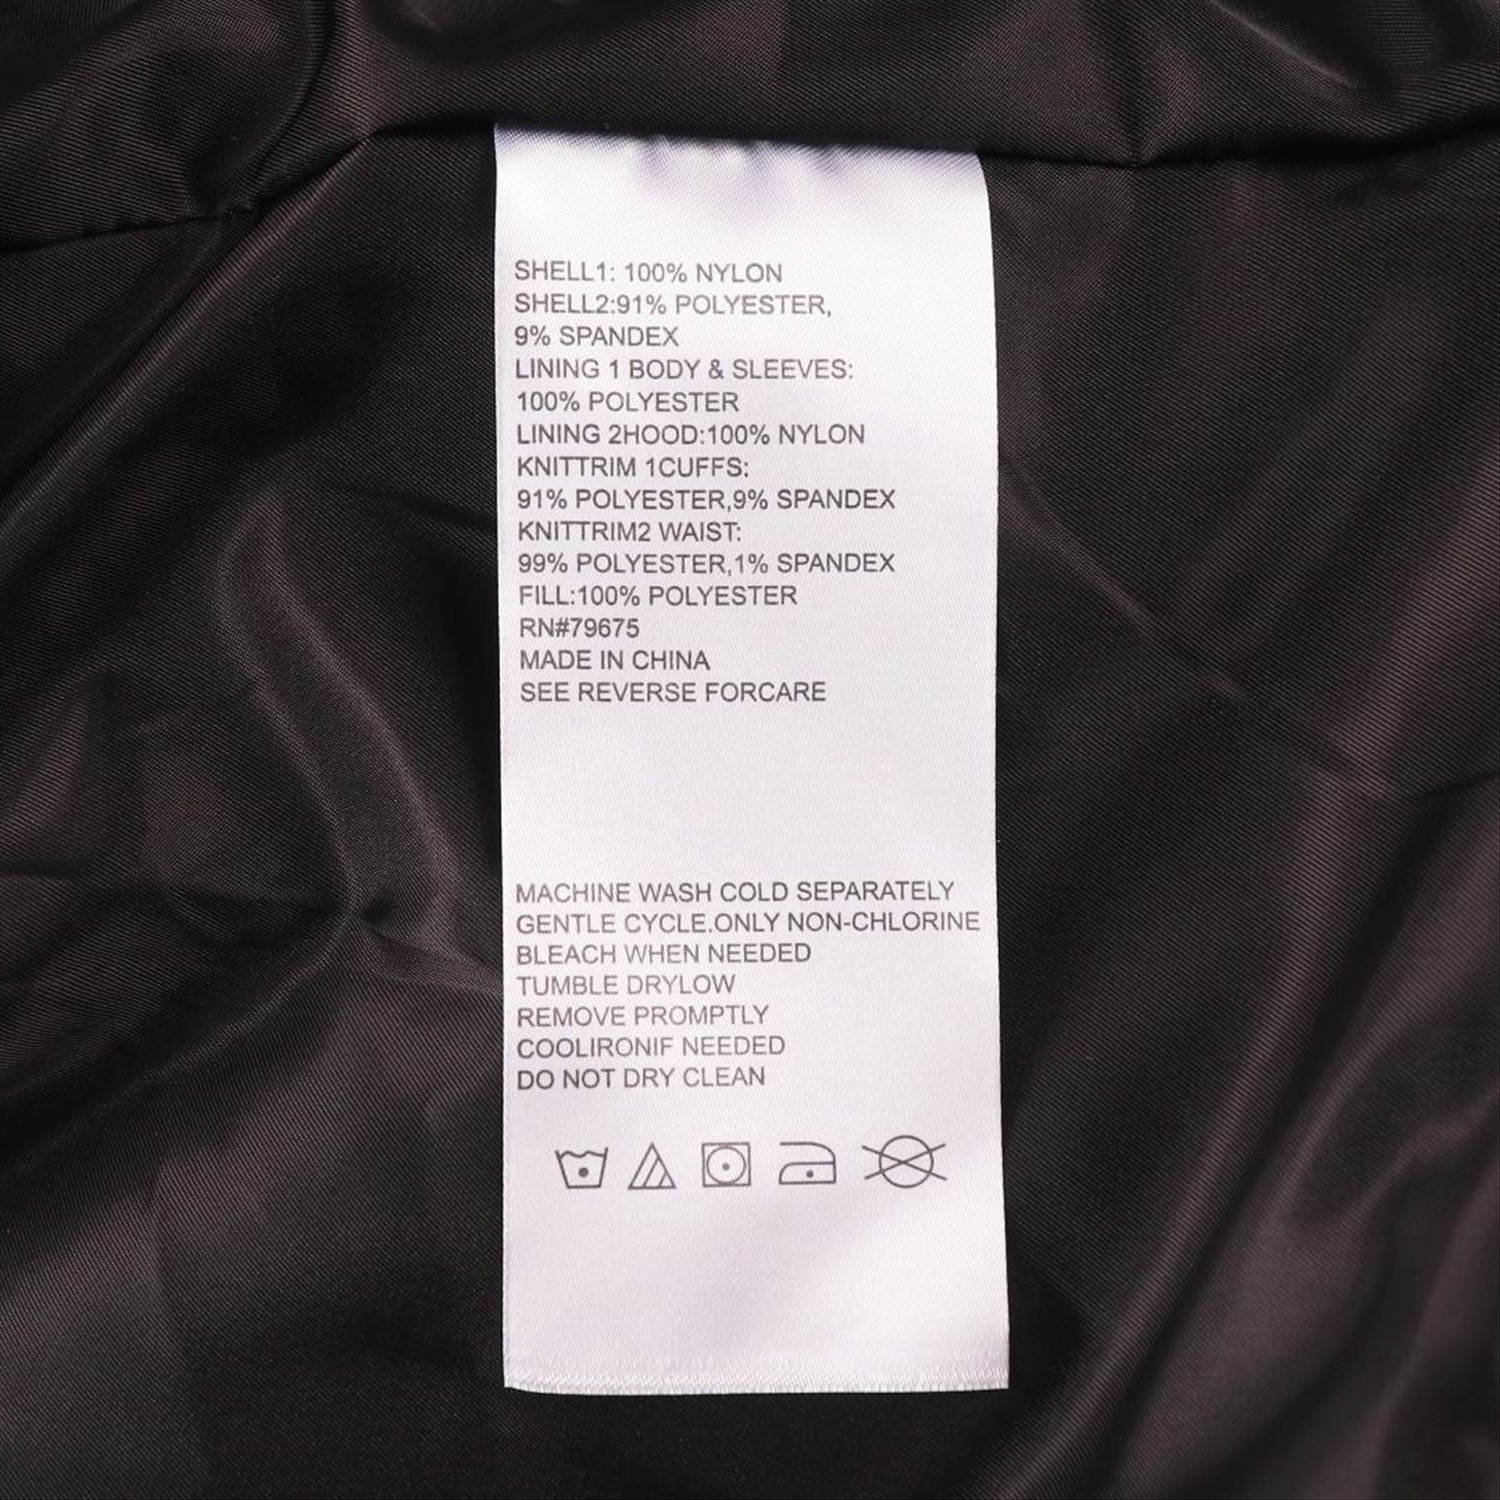 SHELL1: 100% NYLON
SHELL2:91% POLYESTER,
9% SPANDEX
LINING 1 BODY & SLEEVES:
100% POLYESTER
LINING 2HOOD:100% NYLON
KNITTRIM 1CUFFS:
91% POLYESTER,9% SPANDEX
KNITTRIM2 WAIST:
99% POLYESTER,1% SPANDEX
FILL:100% POLYESTER
RN#79675
MADE IN CHINA
SEE REVERSE FORCARE
MACHINE WASH COLD SEPARATELY
GENTLE CYCLE.ONLY NON-CHLORINE
BLEACH WHEN NEEDED
TUMBLE DRYLOW
REMOVE PROMPTLY
COOLIRONIF NEEDED
DO NOT DRY CLEAN